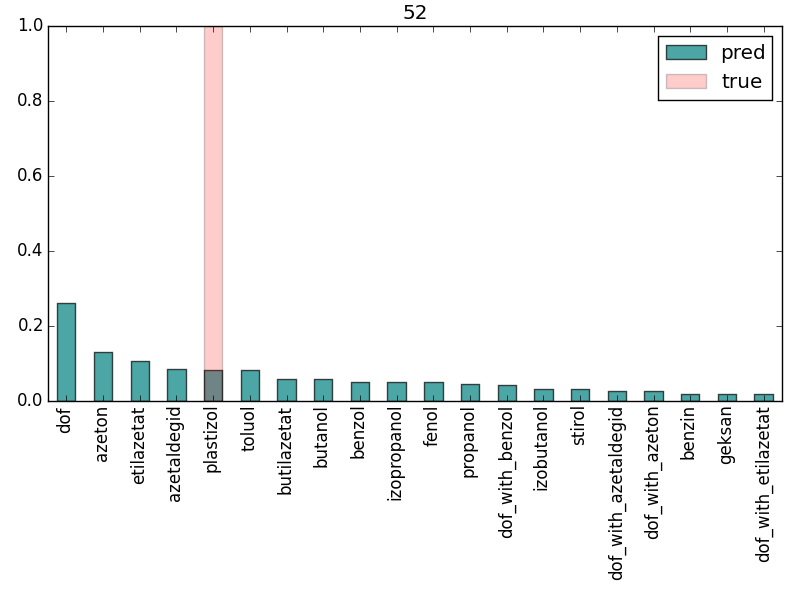 52
1.0
0.8
0.6
0.4
0.2
0.0
pred
true
dof
azeton
etilazetat
azetaldegid
plastizol
toluol
butilazetat
butanol
benzol
izopropanol
fenol
propanol
dof_with_benzol
izobutanol
stirol
dof_with_azetaldegid
dof_with_azeton
benzin
geksan
dof_with_etilazetat